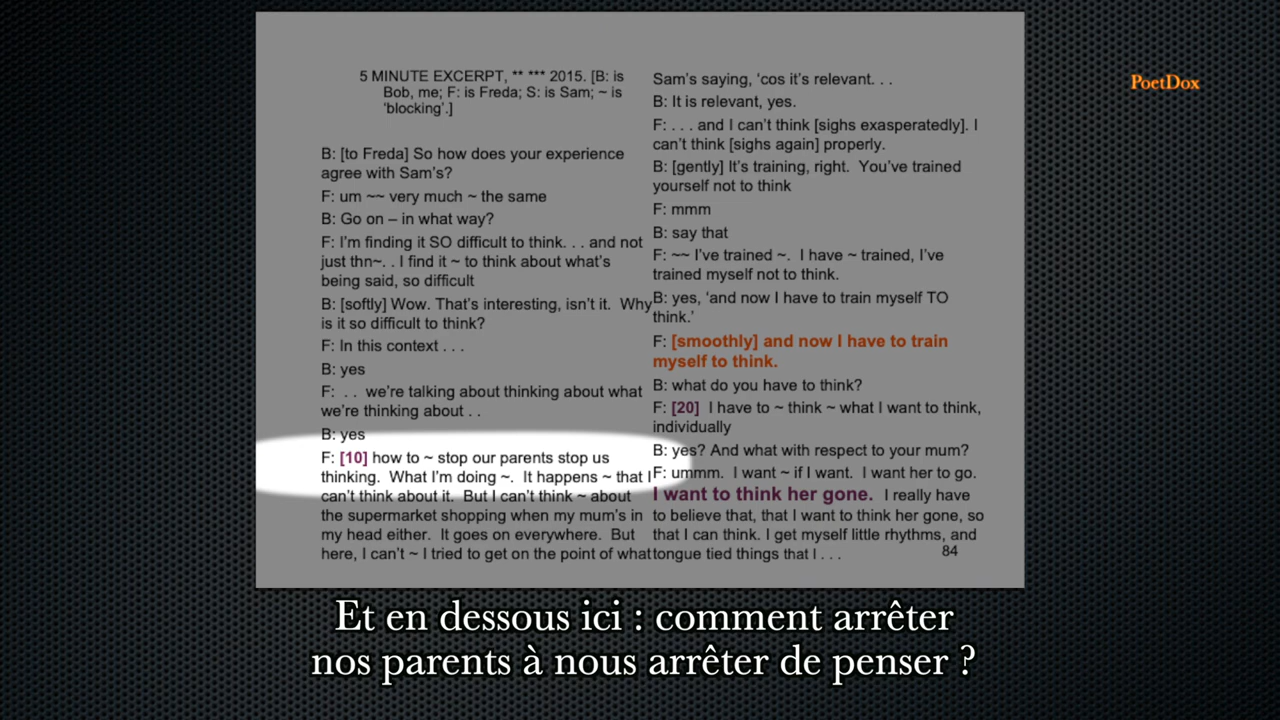 5 MINUTE EXCERPT, ** *** 2015. [B: is
Bob, me; F: is Freda; S: is Sam; ~ is
‘blocking’.]
B: [to Freda] So how does your experience
agree with Sam’s?
F: um ~~ very much ~ the same
B: Go on – in what way?
F: I’m finding it SO difficult to think. . . and not
just thn~. . I find it ~ to think about what’s
being said, so difficult
B: [softly] Wow. That’s interesting, isn’t it. Why
is it so difficult to think?
F: In this context . . .
B: yes
F: . . we’re talking about thinking about what
we’re thinking about . .
B: yes
F: [10] how to ~ stop our parents stop us
thinking. What I’m doing ~. It happens ~ that I
can’t think about it. But I can’t think ~ about
the supermarket shopping when my mum’s in
my head either. It goes on everywhere. But
here, I can’t ~ I tried to get on the point of what
Sam’s saying, ‘cos it’s relevant. . .
B: It is relevant, yes.
F: . . . and I can’t think [sighs exasperatedly]. I
can’t think [sighs again] properly.
B: [gently] It’s training, right. You’ve trained
yourself not to think
F: mmm
B: say that
F: ~~ I’ve trained ~. I have ~ trained, I’ve
trained myself not to think.
B: yes, ‘and now I have to train myself TO
think.’
F: [smoothly] and now I have to train
myself to think.
B: what do you have to think?
F: [20] I have to ~ think ~ what I want to think,
individually
B: yes? And what with respect to your mum?
F: ummm. I want ~ if I want. I want her to go.
I want to think her gone. I really have
to believe that, that I want to think her gone, so
that I can think. I get myself little rhythms, and
tongue tied things that I . . .
84
PoetDox
Et en dessous ici : comment arrêter
nos parents à nous arrêter de penser ?